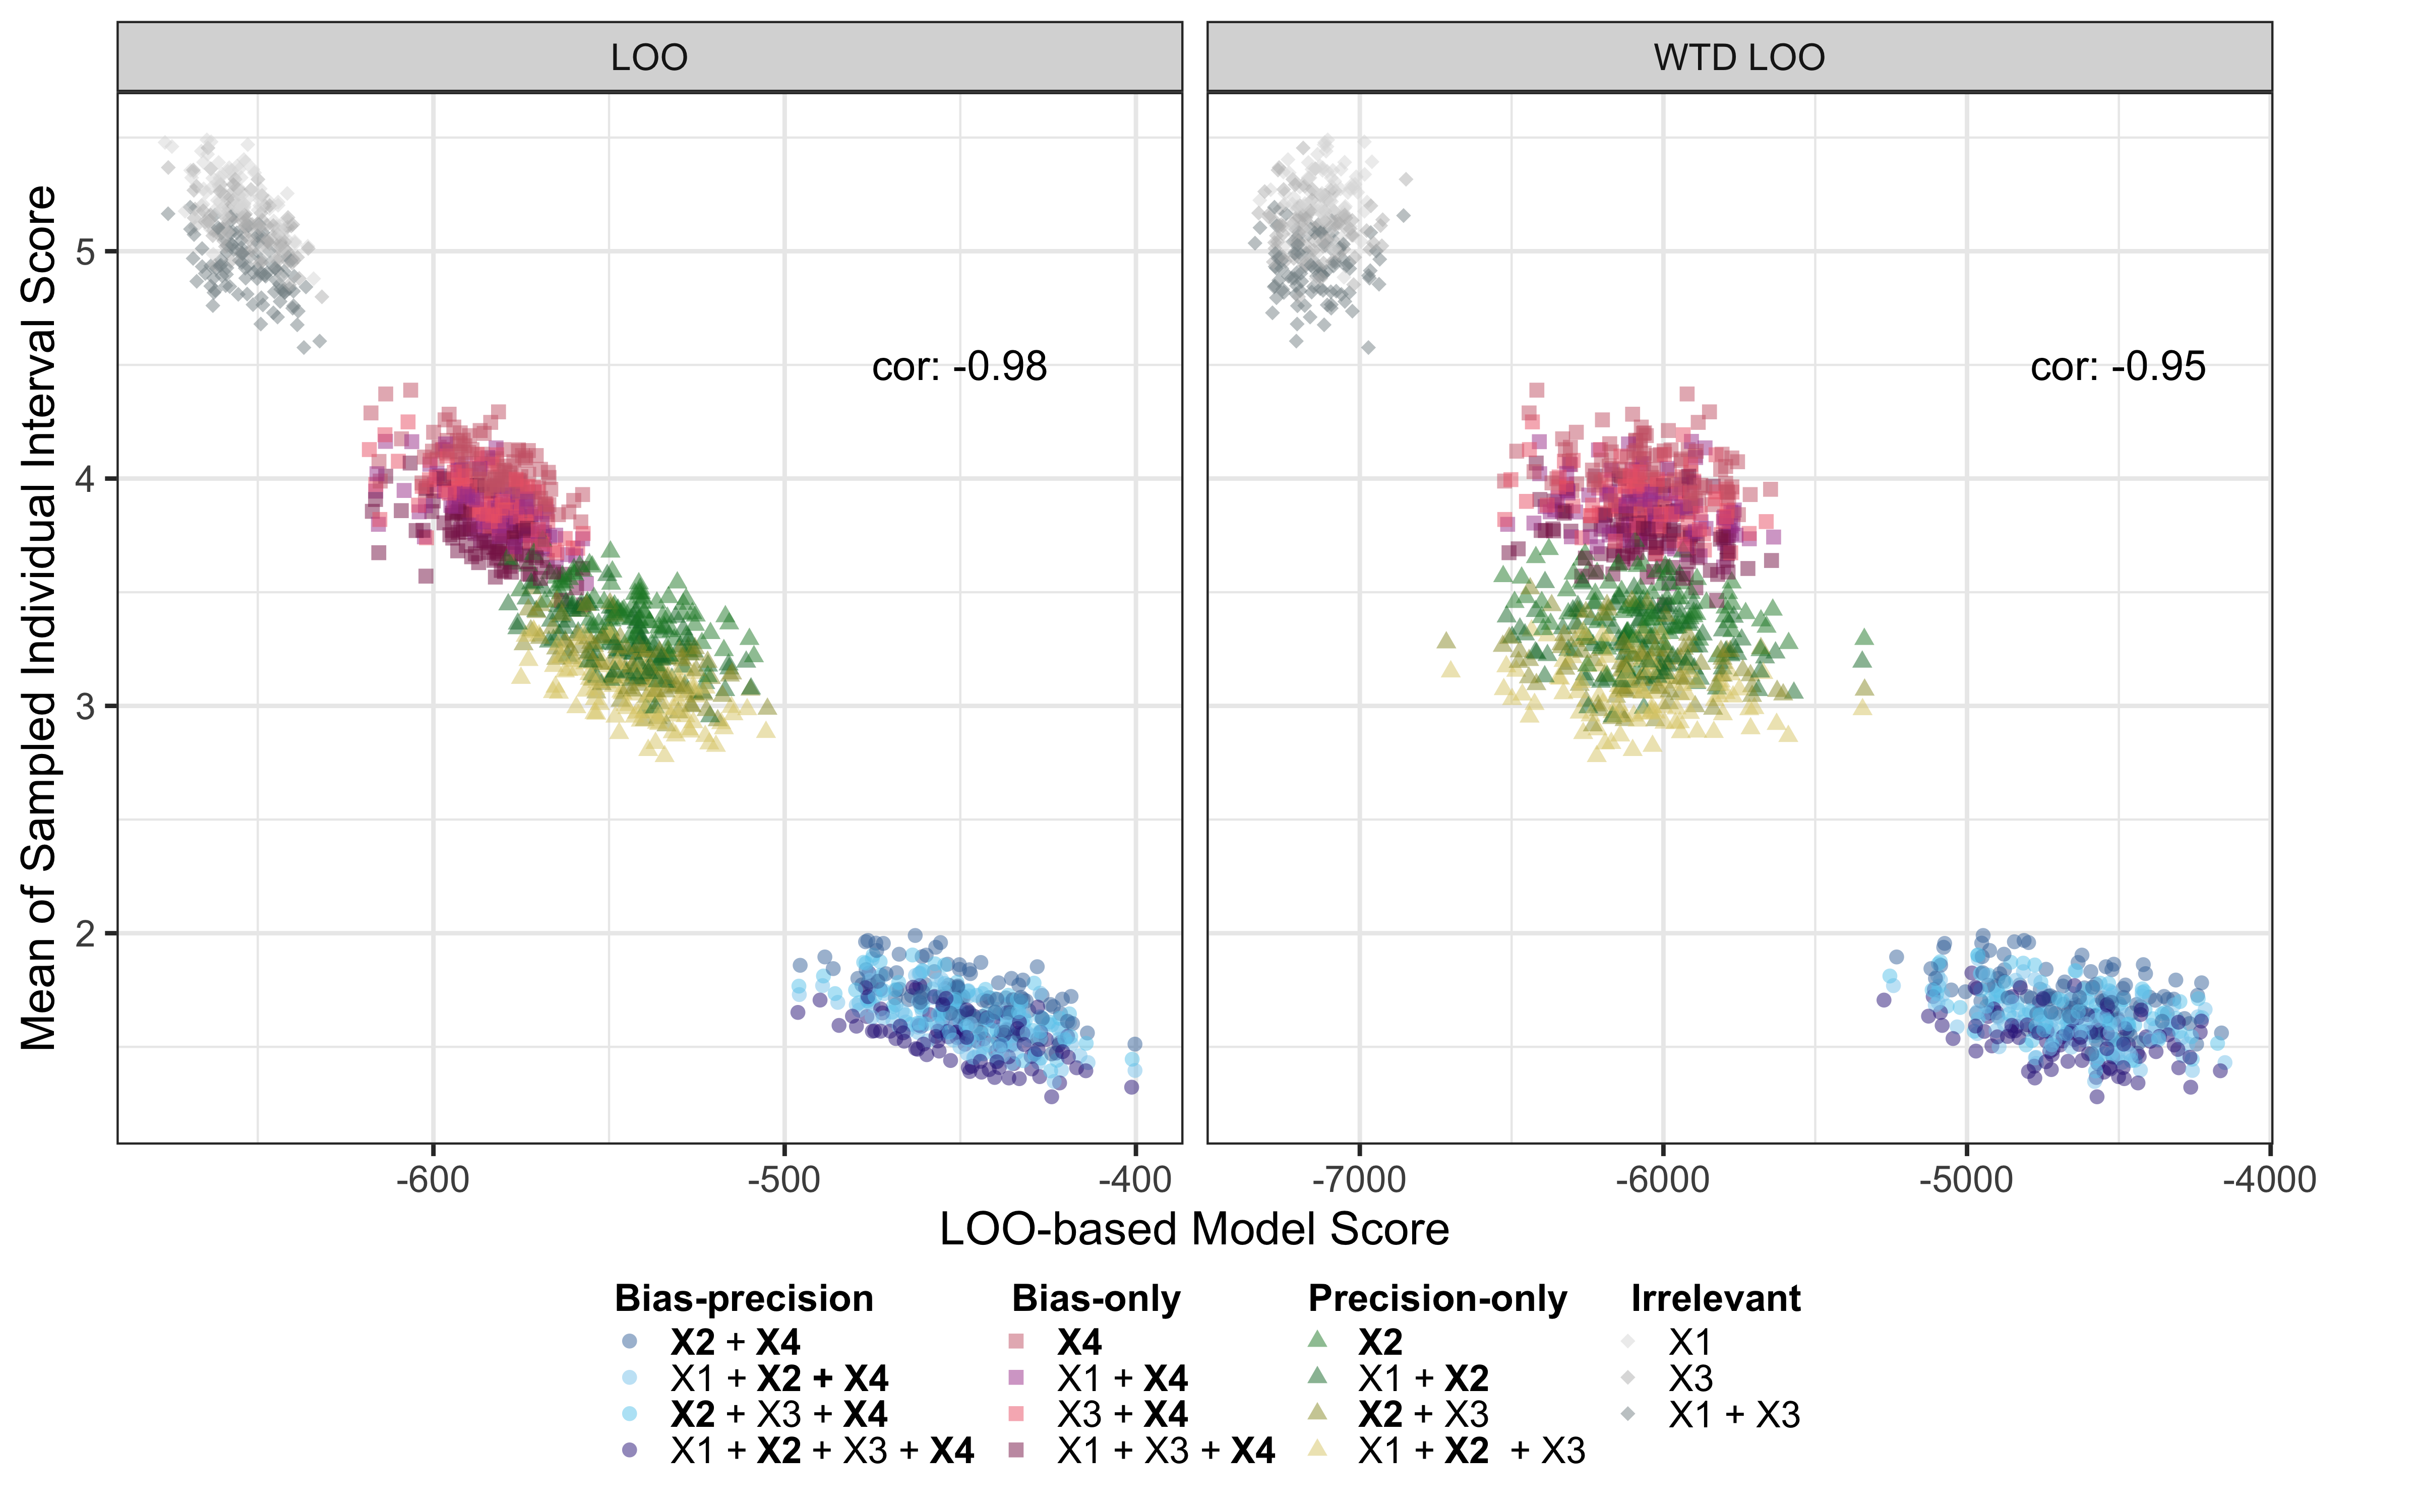 LOO
WTD LOO
Mean of Sampled Individual Interval Score
5
4
3
2
cor: -0.98
cor: -0.95
-600
-500
-400
-7000
-6000
-5000
-4000
LOO-based Model Score
Bias-precision
X2 + X4
X1 + X2 + X4
X2 + X3 + X4
X1 + X2 + X3 + X4
Bias-only
X4
X1 + X4
X3 + X4
X1 + X3 + X4
Precision-only
X2
X1 + X2
X2 + X3
X1 + X2 + X3
Irrelevant
X1
X3
X1 + X3